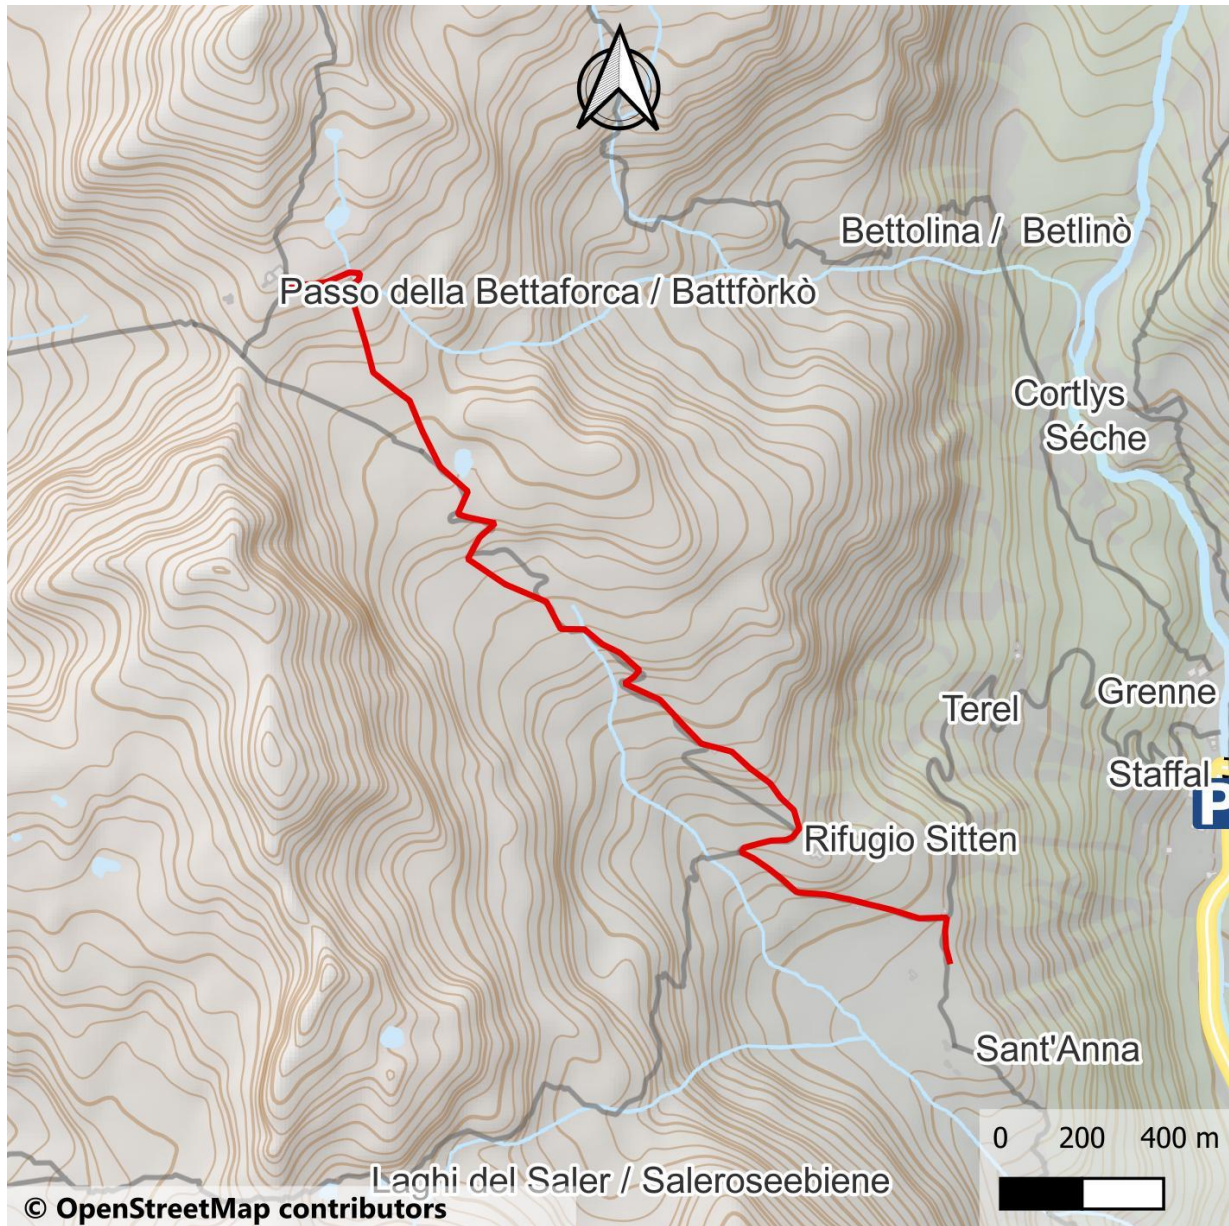 Bettolina / Betlinò
Passo della Bettaforca / Battfòrkò
Cortlys
Séche
Grenne
Terel
Staffal
P
Rifugio Sitten
Sant'Anna
0 200 400 m
Laghi del Saler / Saleroseebiene
© OpenStreetMap contributors